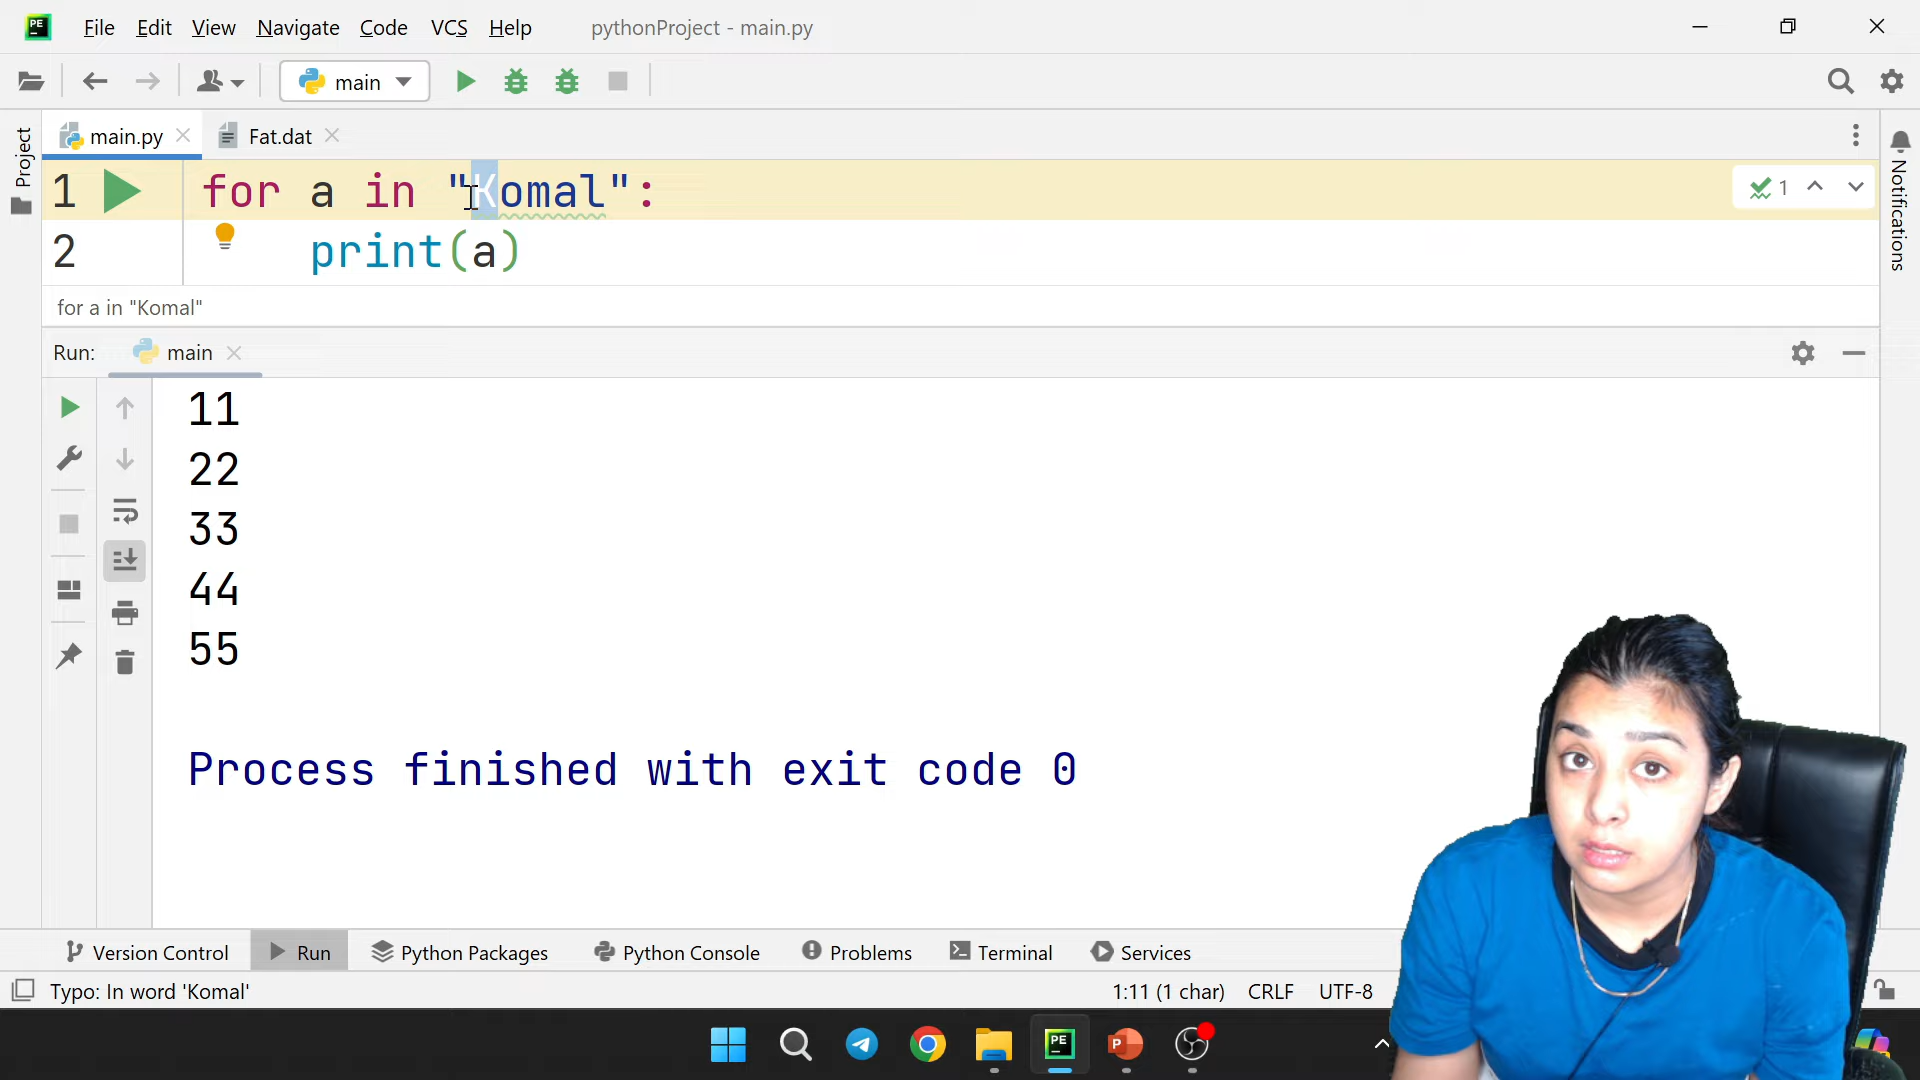 PE File Edit View Navigate Code VCS Help pythonProject - main.py
main
main.py Fat.dat
Project
Notifications
1 for a in "Komal": 1
2 print(a)
for a in "Komal"
Run: main
11
22
33
44
55
Process finished with exit code 0
Version Control Run Python Packages Python Console Problems Terminal Services
Typo: In word 'Komal' 1:11 (1 char) CRLF UTF-8
PE P